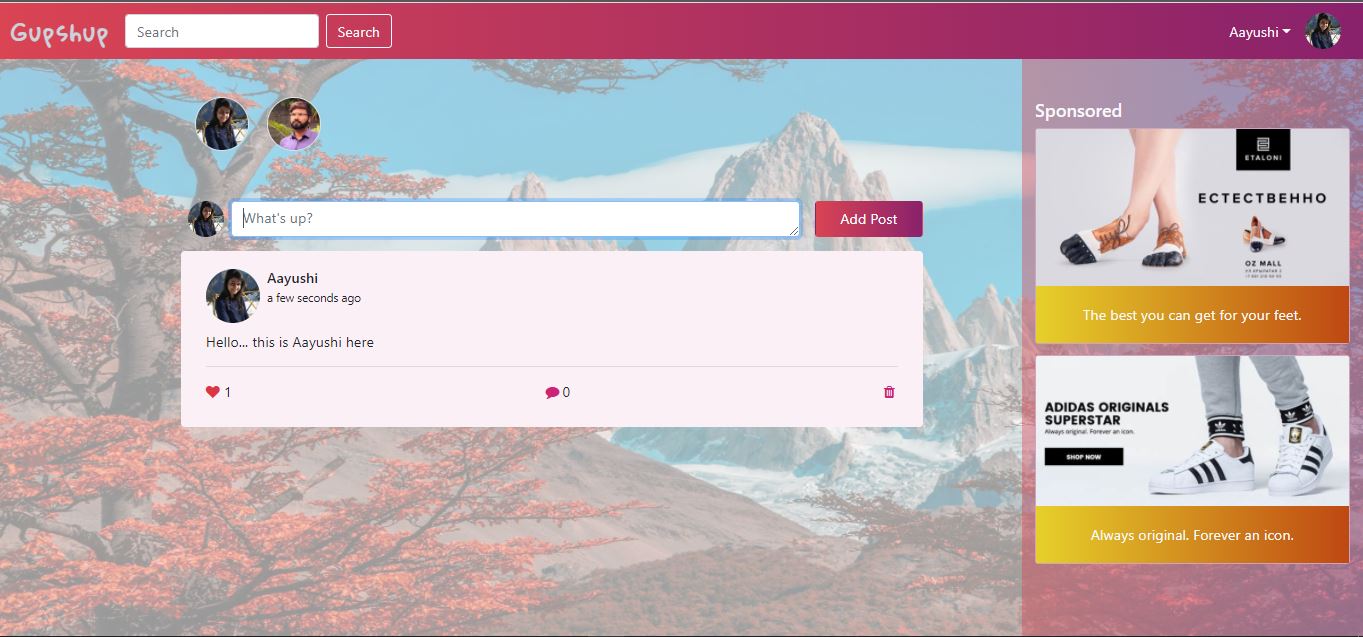 Gupshup
Search
Search
Aayushi
Sponsored
ETALONI
ЕСТЕСТВЕННО
OZ MALL
The best you can get for your feet.
What's up?
Add Post
Aayushi
a few seconds ago
Hello... this is Aayushi here
1
0
ADIDAS ORIGINALS
SUPERSTAR
Always original. Forever an icon.
SHOP NOW
Always original. Forever an icon.